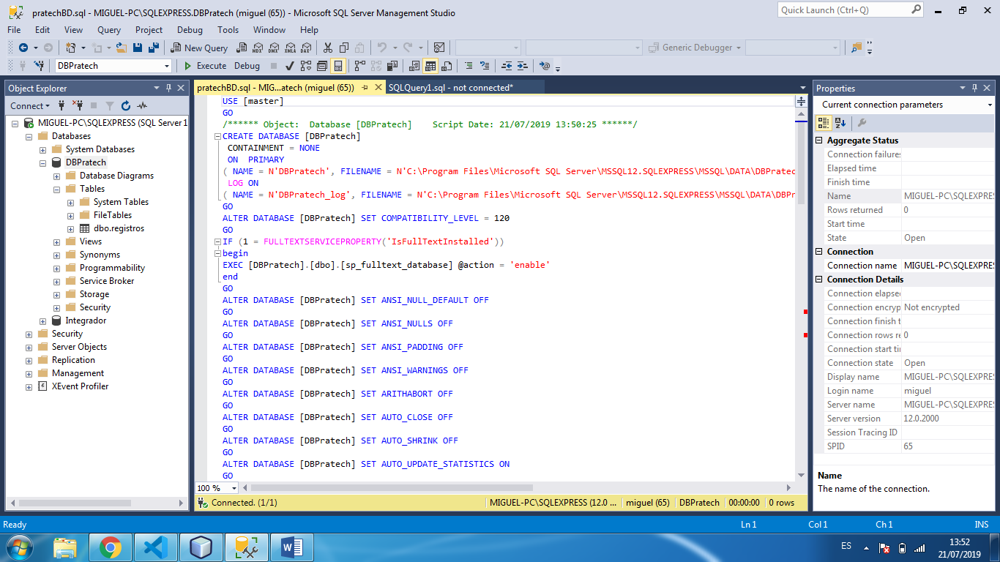 pratechBD.sql - MIGUEL-PC\SQLEXPRESS.DBPratech (miguel (65)) - Microsoft SQL Server Management Studio
Quick Launch (Ctrl+Q)
File Edit View Query Project Debug Tools Window Help
New Query MDX DMX XMLA DAX Generic Debugger
DBPratech Execute Debug
Object Explorer
Connect
MIGUEL-PC\SQLEXPRESS (SQL Server 1
Databases
System Databases
DBPratech
Database Diagrams
Tables
System Tables
FileTables
dbo.registros
Views
Synonyms
Programmability
Service Broker
Storage
Security
Integrador
Security
Server Objects
Replication
Management
XEvent Profiler
pratechBD.sql - MIG...atech (miguel (65)) SQLQuery1.sql - not connected*
USE [master]
GO
/****** Object:  Database [DBPratech]    Script Date: 21/07/2019 13:50:25 ******/
CREATE DATABASE [DBPratech]
CONTAINMENT = NONE
ON  PRIMARY
( NAME = N'DBPratech', FILENAME = N'C:\Program Files\Microsoft SQL Server\MSSQL12.SQLEXPRESS\MSSQL\DATA\DBPratec
LOG ON
( NAME = N'DBPratech_log', FILENAME = N'C:\Program Files\Microsoft SQL Server\MSSQL12.SQLEXPRESS\MSSQL\DATA\DBPr
GO
ALTER DATABASE [DBPratech] SET COMPATIBILITY_LEVEL = 120
GO
IF (1 = FULLTEXTSERVICEPROPERTY('IsFullTextInstalled'))
begin
EXEC [DBPratech].[dbo].[sp_fulltext_database] @action = 'enable'
end
GO
ALTER DATABASE [DBPratech] SET ANSI_NULL_DEFAULT OFF
GO
ALTER DATABASE [DBPratech] SET ANSI_NULLS OFF
GO
ALTER DATABASE [DBPratech] SET ANSI_PADDING OFF
GO
ALTER DATABASE [DBPratech] SET ANSI_WARNINGS OFF
GO
ALTER DATABASE [DBPratech] SET ARITHABORT OFF
GO
ALTER DATABASE [DBPratech] SET AUTO_CLOSE OFF
GO
ALTER DATABASE [DBPratech] SET AUTO_SHRINK OFF
GO
ALTER DATABASE [DBPratech] SET AUTO_UPDATE_STATISTICS ON
GO
100 %
Connected. (1/1) MIGUEL-PC\SQLEXPRESS (12.0 ... miguel (65) DBPratech 00:00:00 0 rows
Properties
Current connection parameters
Aggregate Status
Connection failures
Elapsed time
Finish time
Name MIGUEL-PC\SQLEXPRES
Rows returned 0
Start time
State Open
Connection
Connection name MIGUEL-PC\SQLEXPRES
Connection Details
Connection elapsed
Connection encryp Not encrypted
Connection finish t
Connection rows re 0
Connection start tir
Connection state Open
Display name MIGUEL-PC\SQLEXPRES
Login name miguel
Server name MIGUEL-PC\SQLEXPRES
Server version 12.0.2000
Session Tracing ID
SPID 65
Name
The name of the connection.
Ready Ln 1 Col 1 Ch 1 INS
ES 13:52
21/07/2019